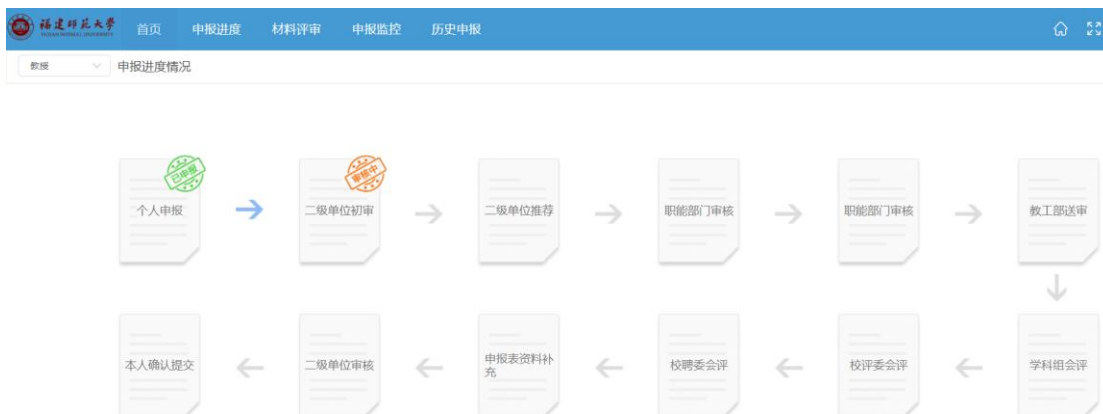 福建师范大学
FUJIAN NORMAL UNIVERSITY
首页 申报进度 材料评审 申报监控 历史申报
教授 申报进度情况
已申报 审核中
个人申报 二级单位初审 二级单位推荐 职能部门审核 职能部门审核 教工部送审
本人确认提交 二级单位审核 申报表资料补 校聘委会评 校评委会评 学科组会评
充